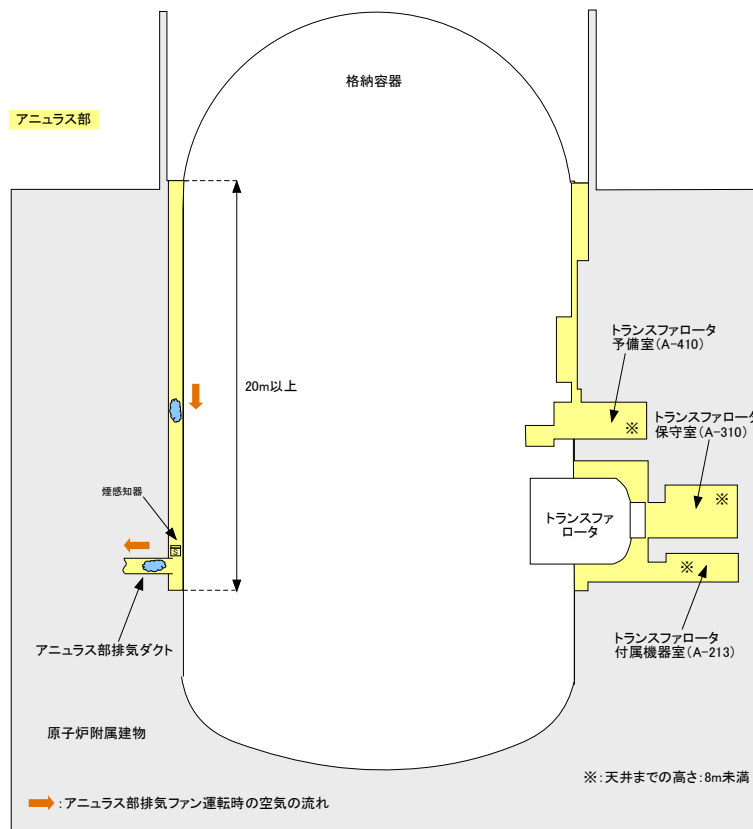 格納容器
アニュラス部
トランスファロータ
予備室(A-410)
20m以上
トランスファロータ
保守室(A-310)
※
※
煙感知器
トランスファ
ロータ
※
アニュラス部排気ダクト
トランスファロータ
付属機器室(A-213)
原子炉附属建物
※:天井までの高さ:8m未満
:アニュラス部排気ファン運転時の空気の流れ